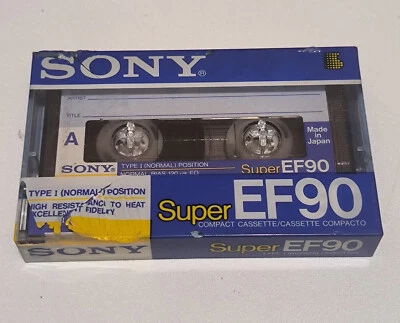 SONY®
ARTIST
TITLE
A
Made in
Japan
SONY
TYPE I (NORMAL) POSITION
NORMAL BIAS 120 µs EQ
Super EF90
TYPE I (NORMAL) POSITION
HIGH RESISTANCE TO HEAT
EXCELLENT FIDELITY
Super EF90
COMPACT CASSETTE/CASSETTE COMPACTO
SONY
Super EF90